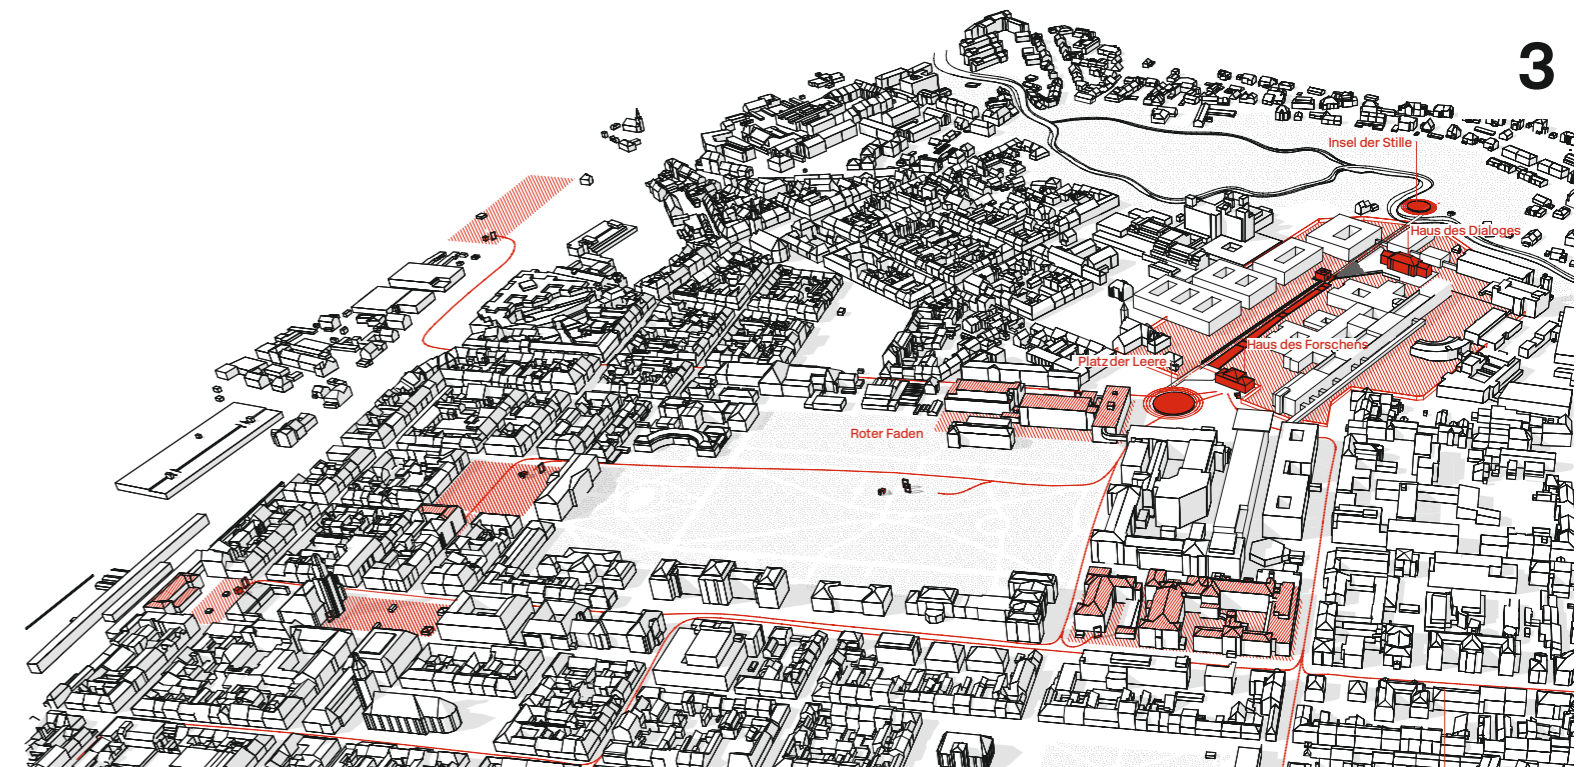 3
Insel der Stille
Haus des Dialoges
Haus des Forschens
Platz der Leere
Roter Faden